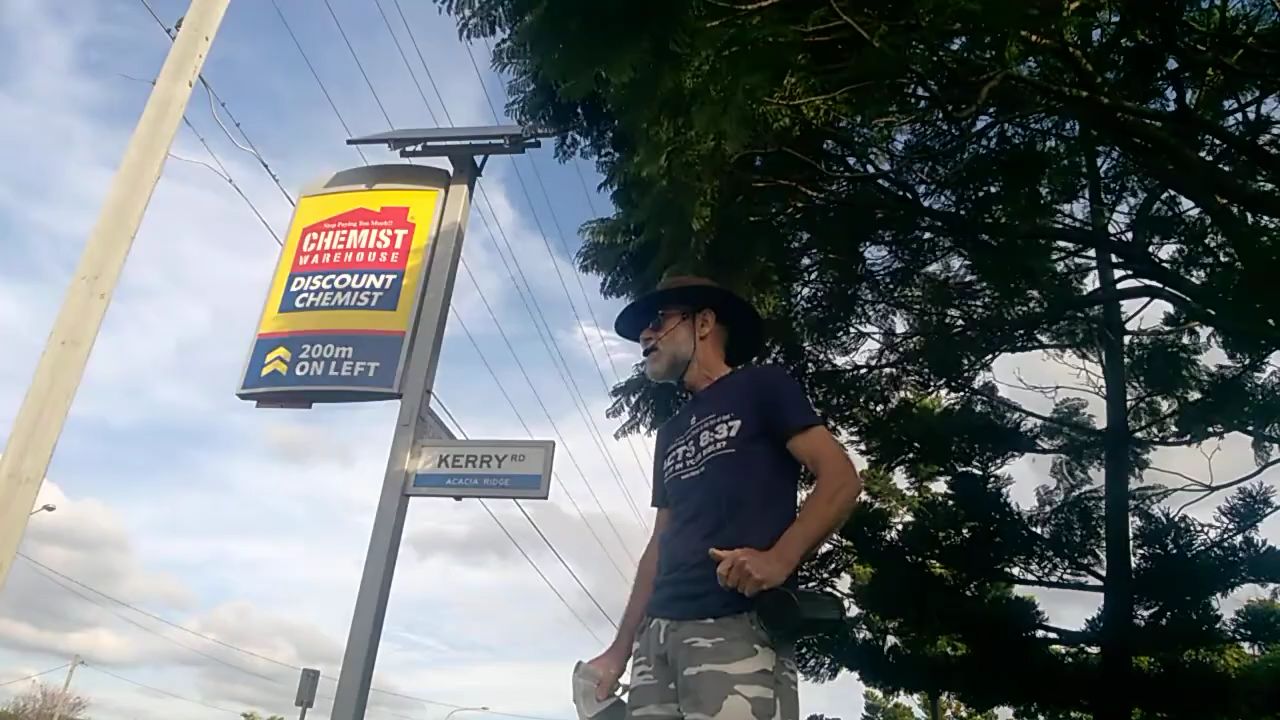 Stop Paying Too Much!!
CHEMIST
WAREHOUSE
DISCOUNT
CHEMIST
200m
ON LEFT
KERRY RD
ACACIA RIDGE
ACTS 8:37